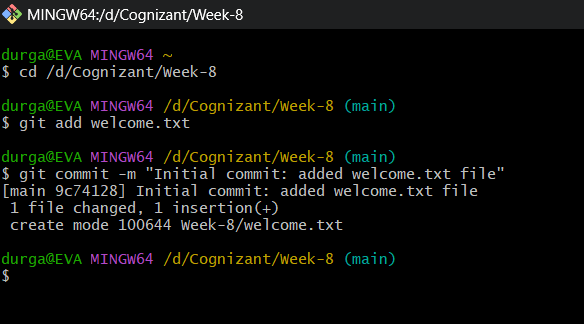 MINGW64:/d/Cognizant/Week-8
durga@EVA MINGW64 ~
$ cd /d/Cognizant/Week-8
durga@EVA MINGW64 /d/Cognizant/Week-8 (main)
$ git add welcome.txt
durga@EVA MINGW64 /d/Cognizant/Week-8 (main)
$ git commit -m "Initial commit: added welcome.txt file"
[main 9c74128] Initial commit: added welcome.txt file
 1 file changed, 1 insertion(+)
 create mode 100644 Week-8/welcome.txt
durga@EVA MINGW64 /d/Cognizant/Week-8 (main)
$